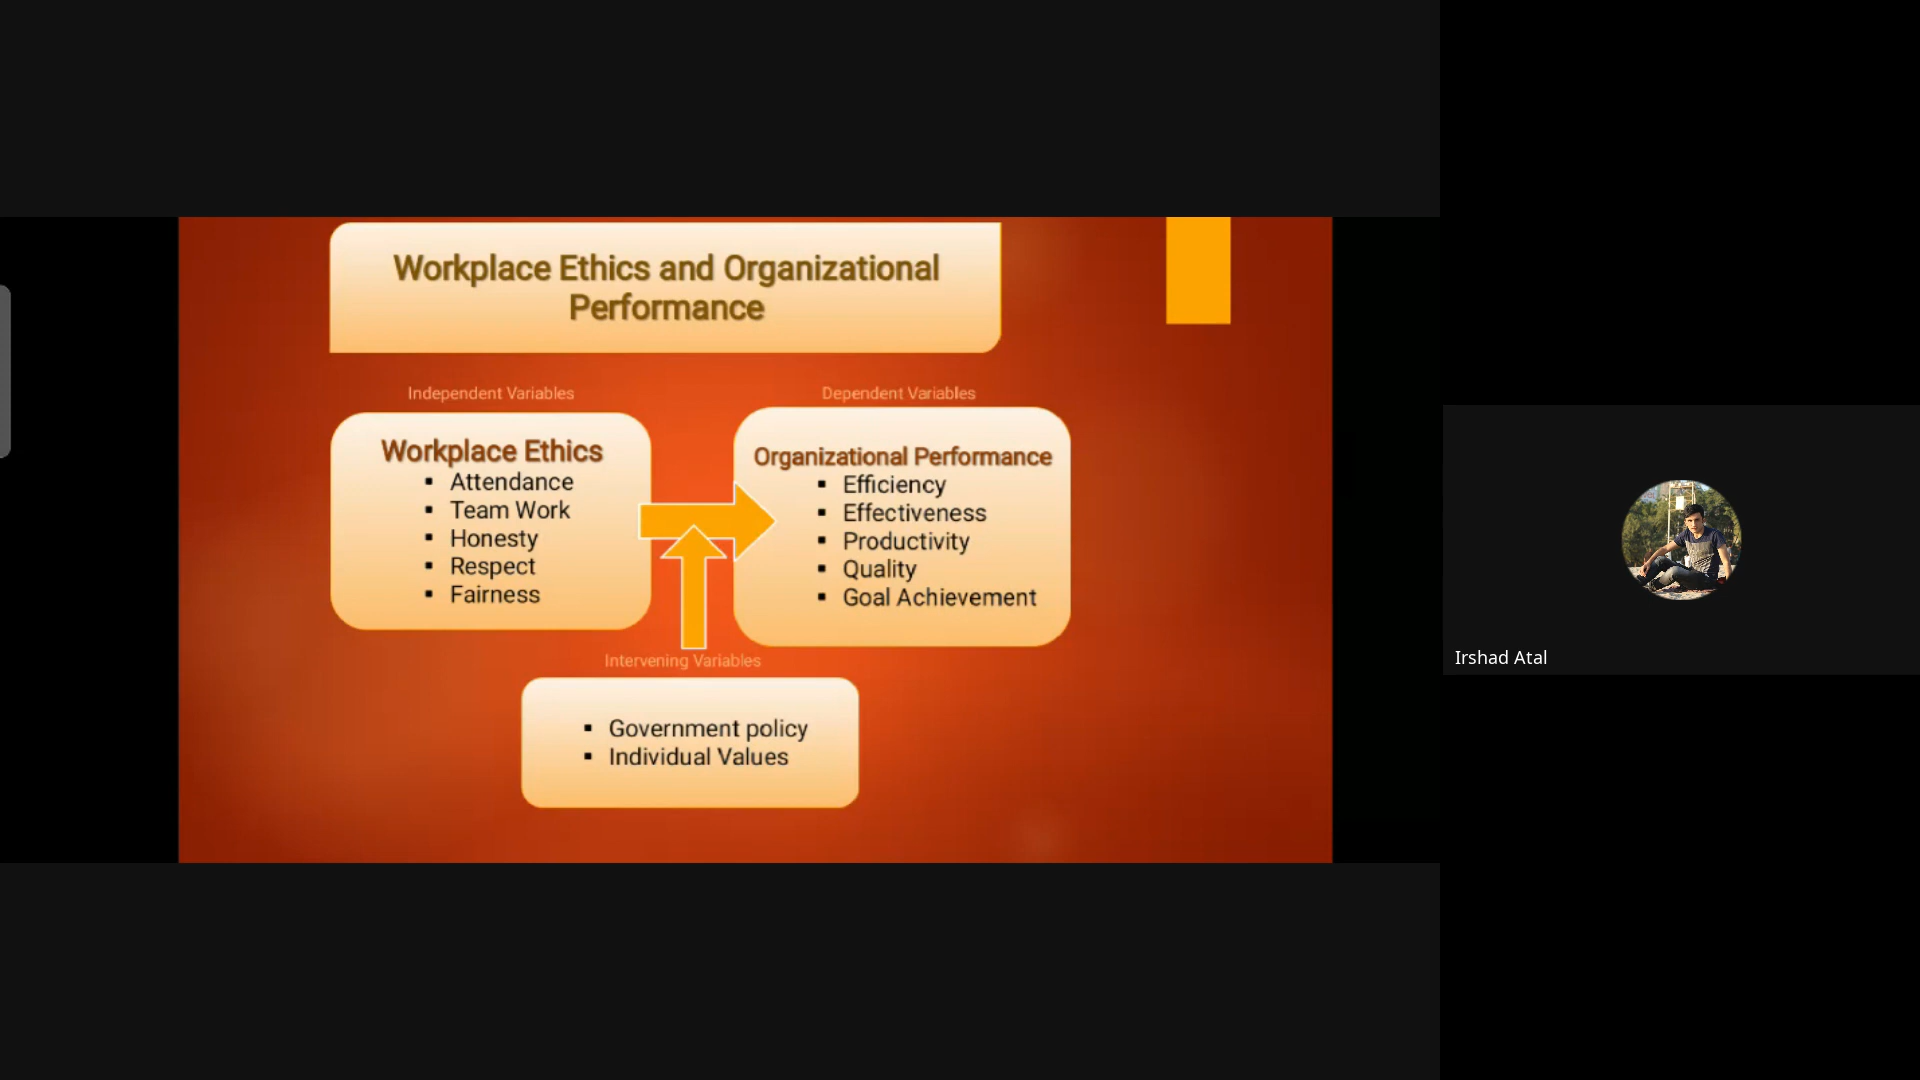 Workplace Ethics and Organizational
Performance
Independent Variables
Workplace Ethics
▪ Attendance
▪ Team Work
▪ Honesty
▪ Respect
▪ Fairness
Dependent Variables
Organizational Performance
▪ Efficiency
▪ Effectiveness
▪ Productivity
▪ Quality
▪ Goal Achievement
Intervening Variables
▪ Government policy
▪ Individual Values
Irshad Atal